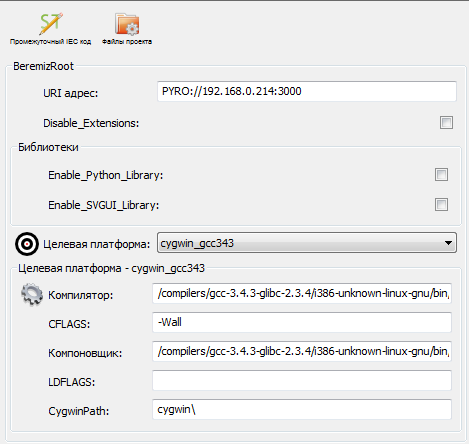 ST
Промежуточный IEC код Файлы проекта
BeremizRoot
URI адрес: PYRO://192.168.0.214:3000
Disable_Extensions:
Библиотеки
Enable_Python_Library:
Enable_SVGUI_Library:
Целевая платформа: cygwin_gcc343
Целевая платформа - cygwin_gcc343
Компилятор: /compilers/gcc-3.4.3-glibc-2.3.4/i386-unknown-linux-gnu/bin,
CFLAGS: -Wall
Компоновщик: /compilers/gcc-3.4.3-glibc-2.3.4/i386-unknown-linux-gnu/bin,
LDFLAGS:
CygwinPath: cygwin\